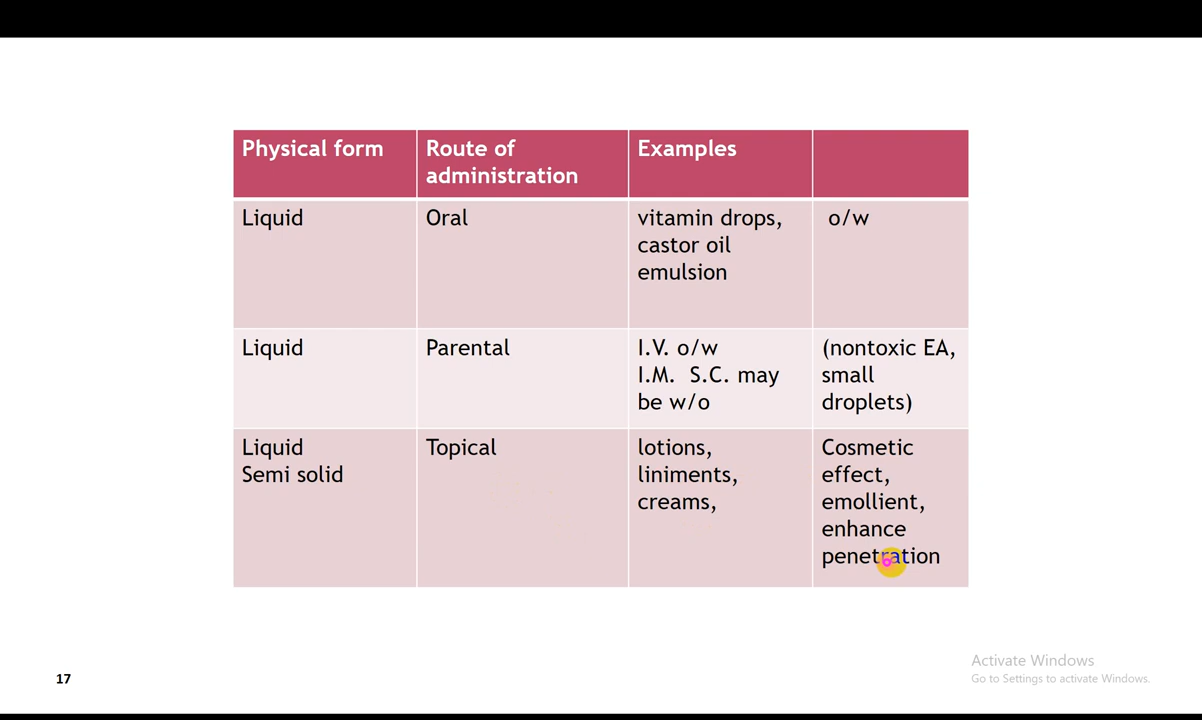 Physical form
Route of
administration
Examples
Liquid
Oral
vitamin drops,
castor oil
emulsion
o/w
Liquid
Parental
I.V. o/w
I.M. S.C. may
be w/o
(nontoxic EA,
small
droplets)
Liquid
Semi solid
Topical
lotions,
liniments,
creams,
Cosmetic
effect,
emollient,
enhance
penetration
17
Activate Windows
Go to Settings to activate Windows.